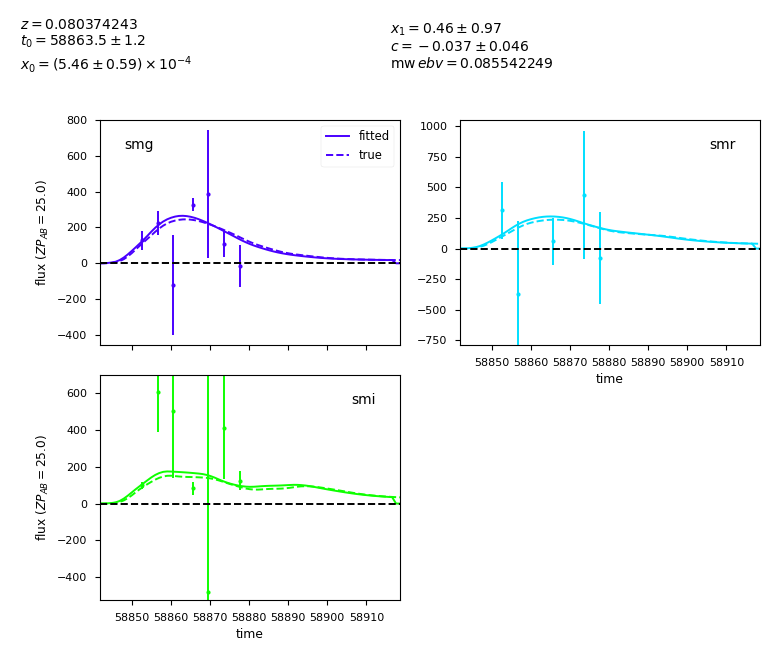 z = 0.080374243
t₀ = 58863.5 ± 1.2
x₀ = (5.46 ± 0.59) × 10⁻⁴
x₁ = 0.46 ± 0.97
c = −0.037 ± 0.046
mw ebv = 0.085542249
smg
fitted
true
flux (ZP_AB = 25.0)
800
600
400
200
0
−200
−400
smr
1000
750
500
250
0
−250
−500
−750
58850 58860 58870 58880 58890 58900 58910
time
smi
flux (ZP_AB = 25.0)
600
400
200
0
−200
−400
58850 58860 58870 58880 58890 58900 58910
time